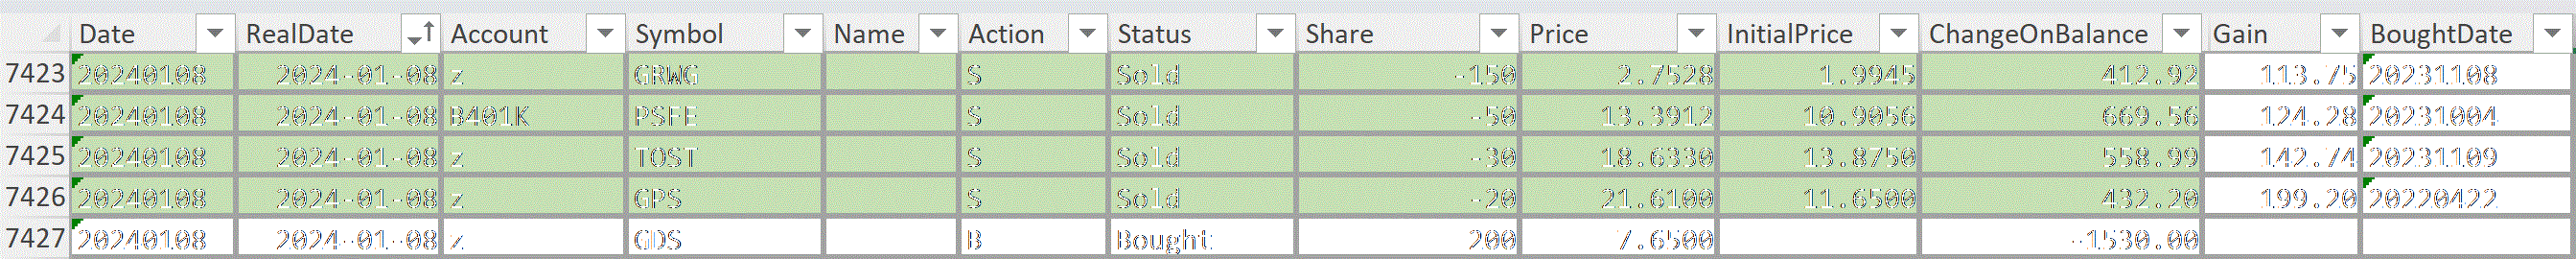 Date RealDate Account Symbol Name Action Status Share Price InitialPrice ChangeOnBalance Gain BoughtDate
7423 20240108 2024-01-08 z GRWG S Sold -150 2.7528 1.9945 412.92 113.75 20231108
7424 20240108 2024-01-08 B401K PSFE S Sold -50 13.3912 10.9056 669.56 124.28 20231004
7425 20240108 2024-01-08 z TOST S Sold -30 18.6330 13.8750 558.99 142.74 20231109
7426 20240108 2024-01-08 z GPS S Sold -20 21.6100 11.6500 432.20 199.20 20220422
7427 20240108 2024-01-08 z GDS B Bought 200 7.6500 -1530.00